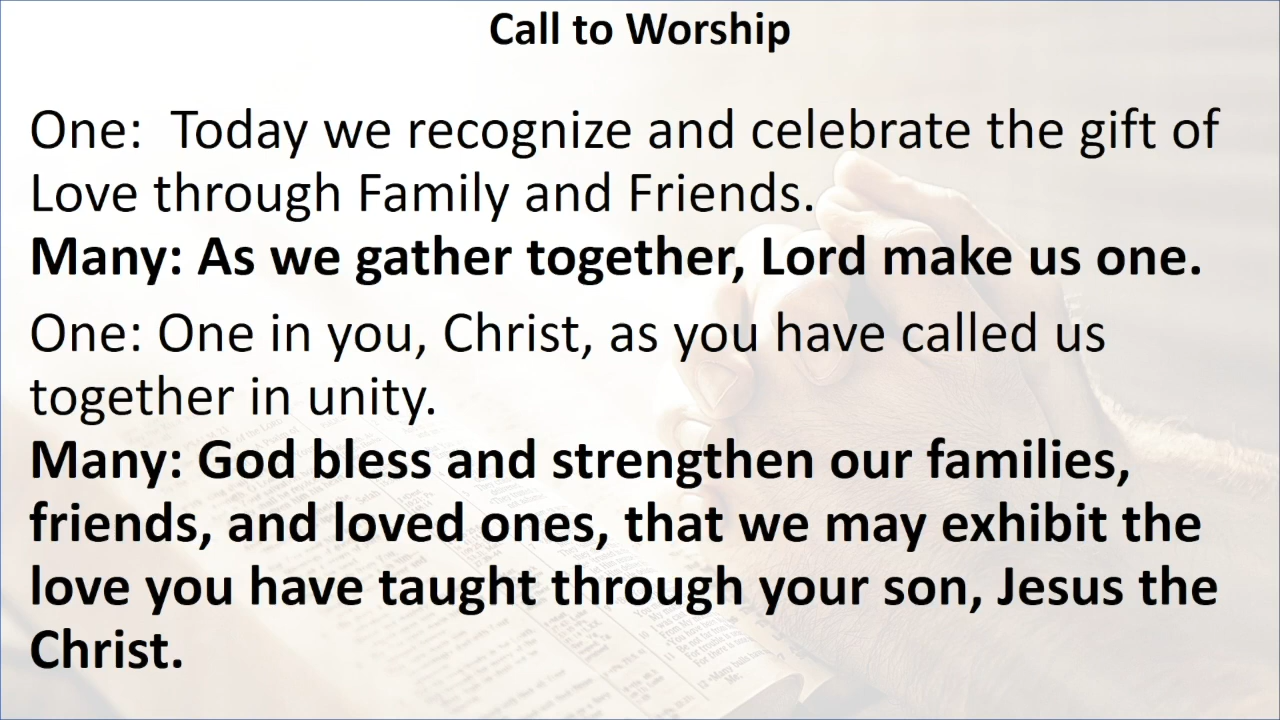 Call to Worship
One: Today we recognize and celebrate the gift of
Love through Family and Friends.
Many: As we gather together, Lord make us one.
One: One in you, Christ, as you have called us
together in unity.
Many: God bless and strengthen our families,
friends, and loved ones, that we may exhibit the
love you have taught through your son, Jesus the
Christ.